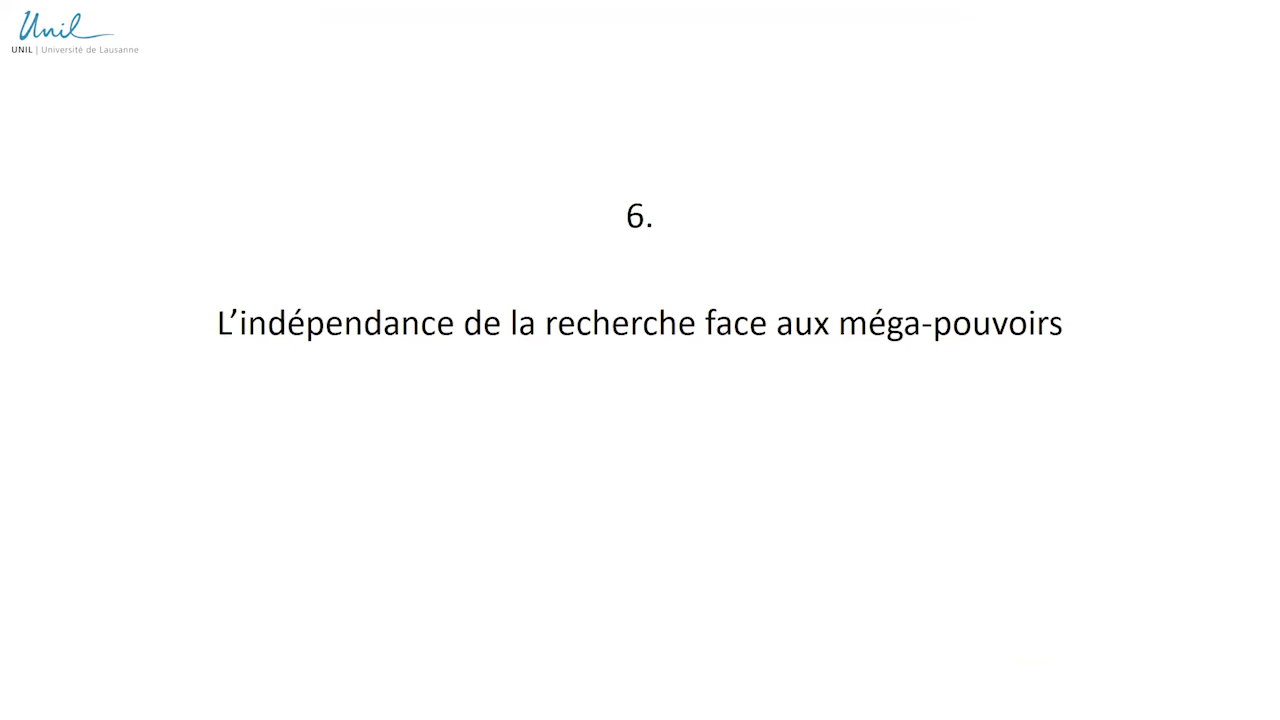 Unil
UNIL | Université de Lausanne
6.
L’indépendance de la recherche face aux méga-pouvoirs